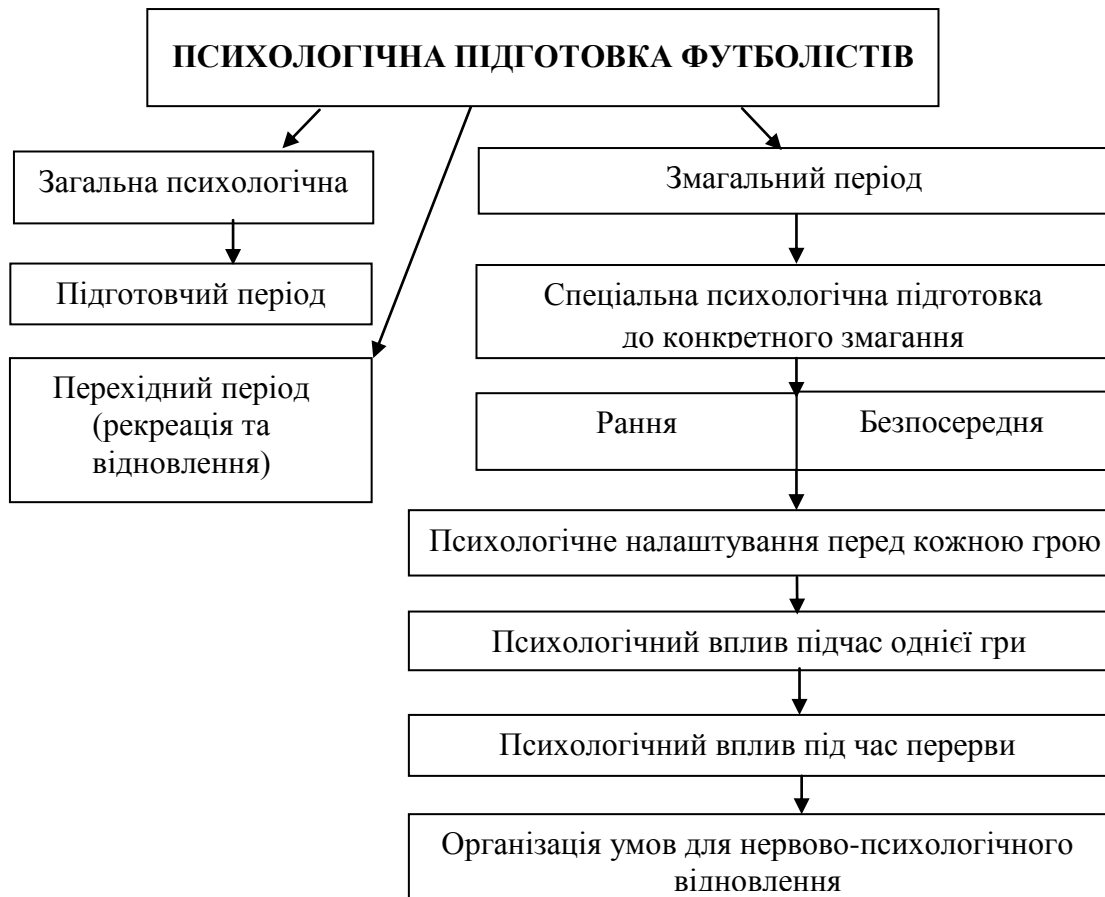 ПСИХОЛОГІЧНА ПІДГОТОВКА ФУТБОЛІСТІВ
Загальна психологічна
Підготовчий період
Перехідний період
(рекреація та
відновлення)
Змагальний період
Спеціальна психологічна підготовка
до конкретного змагання
Рання
Безпосередня
Психологічне налаштування перед кожною грою
Психологічний вплив підчас однієї гри
Психологічний вплив під час перерви
Організація умов для нервово-психологічного
відновлення